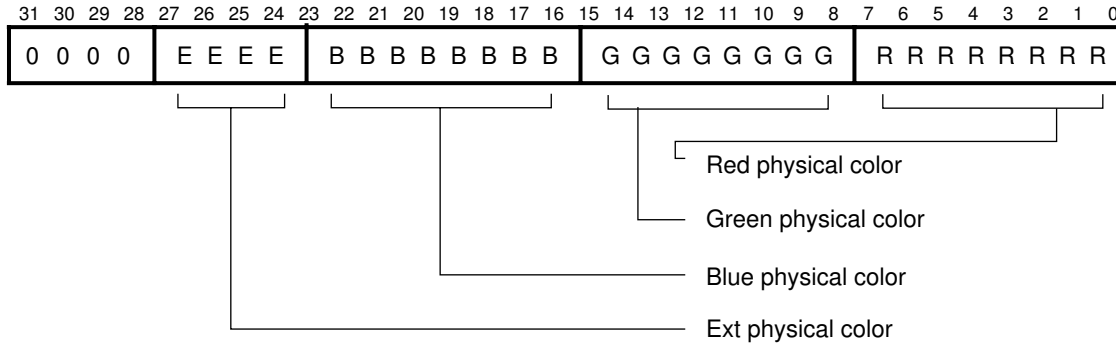 31 30 29 28 27 26 25 24 23 22 21 20 19 18 17 16 15 14 13 12 11 10 9 8 7 6 5 4 3 2 1 0
0 0 0 0 E E E E B B B B B B B B G G G G G G G G R R R R R R R R
Red physical color
Green physical color
Blue physical color
Ext physical color